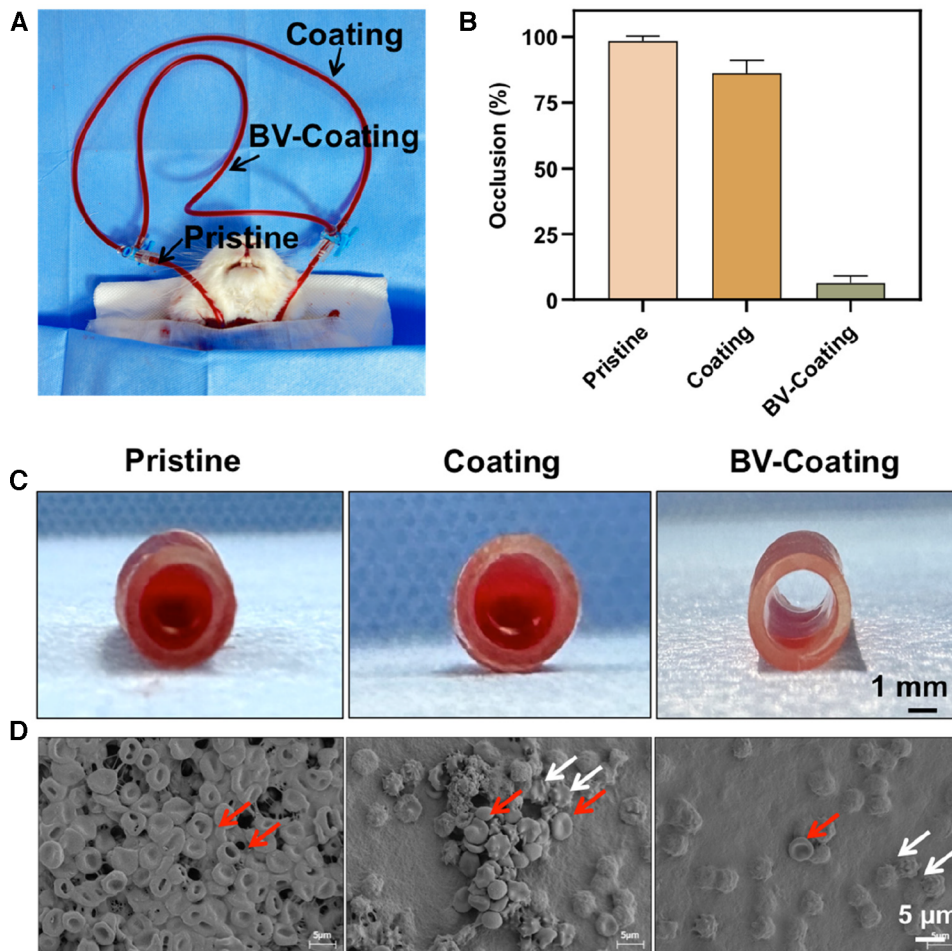 A
Coating
BV-Coating
Pristine
B
Occlusion (%)
100
75
50
25
0
Pristine
Coating
BV-Coating
Pristine
Coating
BV-Coating
C
1 mm
D
5μm
5μm
5 μm
5μm